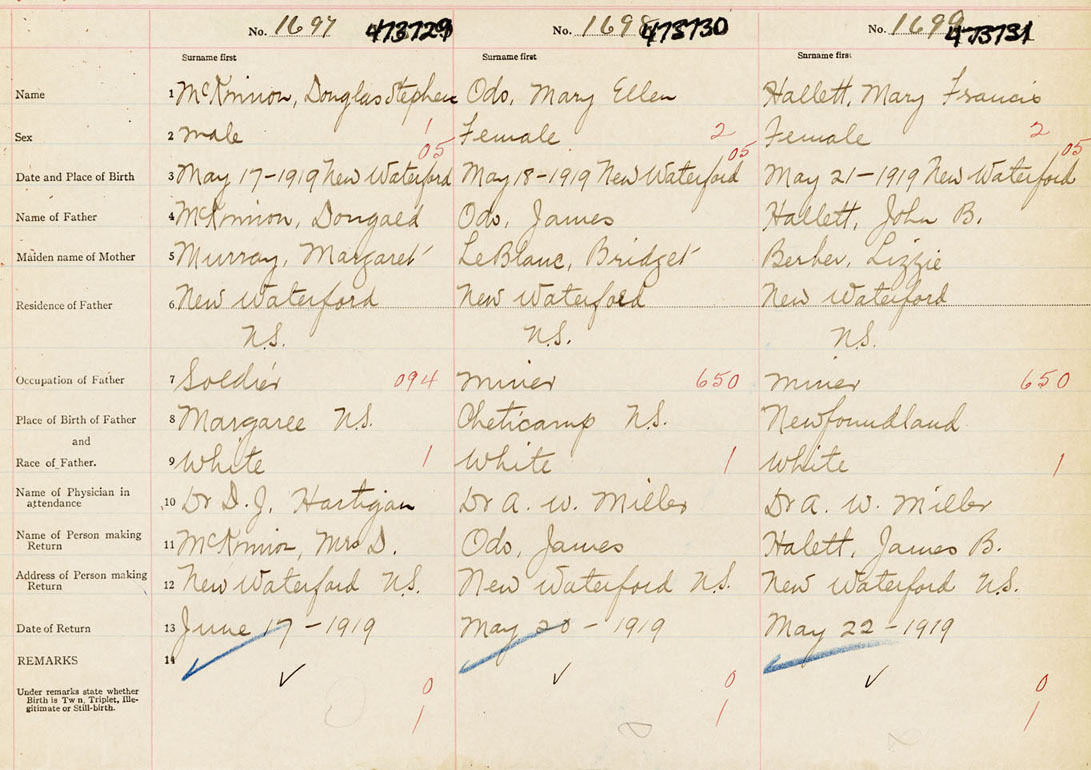 No. 1697 473729 No. 1698 473730 No. 1699 473731
Surname first Surname first Surname first
Name 1 McKinnon, Douglas Stephen Odo, Mary Ellen Hallett, Mary Francis
Sex 2 male 1 Female 2 Female 2
05 05 05
Date and Place of Birth 3 May 17-1919 New Waterford May 18-1919 New Waterford May 21-1919 New Waterford
Name of Father 4 McKinnon, Dougald Odo, James Hallett, John B.
Maiden name of Mother 5 Murray, Margaret LeBlanc, Bridget Berher, Lizzie
Residence of Father 6 New Waterford New Waterford New Waterford
N.S. N.S. N.S.
Occupation of Father 7 Soldier 094 miner 650 miner 650
Place of Birth of Father 8 Margaree N.S. Cheticamp N.S. Newfoundland
and
Race of Father. 9 White 1 White 1 White 1
Name of Physician in
attendance 10 Dr D. J. Hartigan Dr A. W. Miller Dr A. W. Miller
Name of Person making
Return 11 McKinnon, Mrs D. Odo, James Halett, James B.
Address of Person making
Return 12 New Waterford N.S. New Waterford N.S. New Waterford N.S.
Date of Return 13 June 17-1919 May 20-1919 May 22-1919
REMARKS 14
Under remarks state whether
Birth is Tw n, Triplet, Ille-
gitimate or Still-birth.
0 0 0
1 1 1